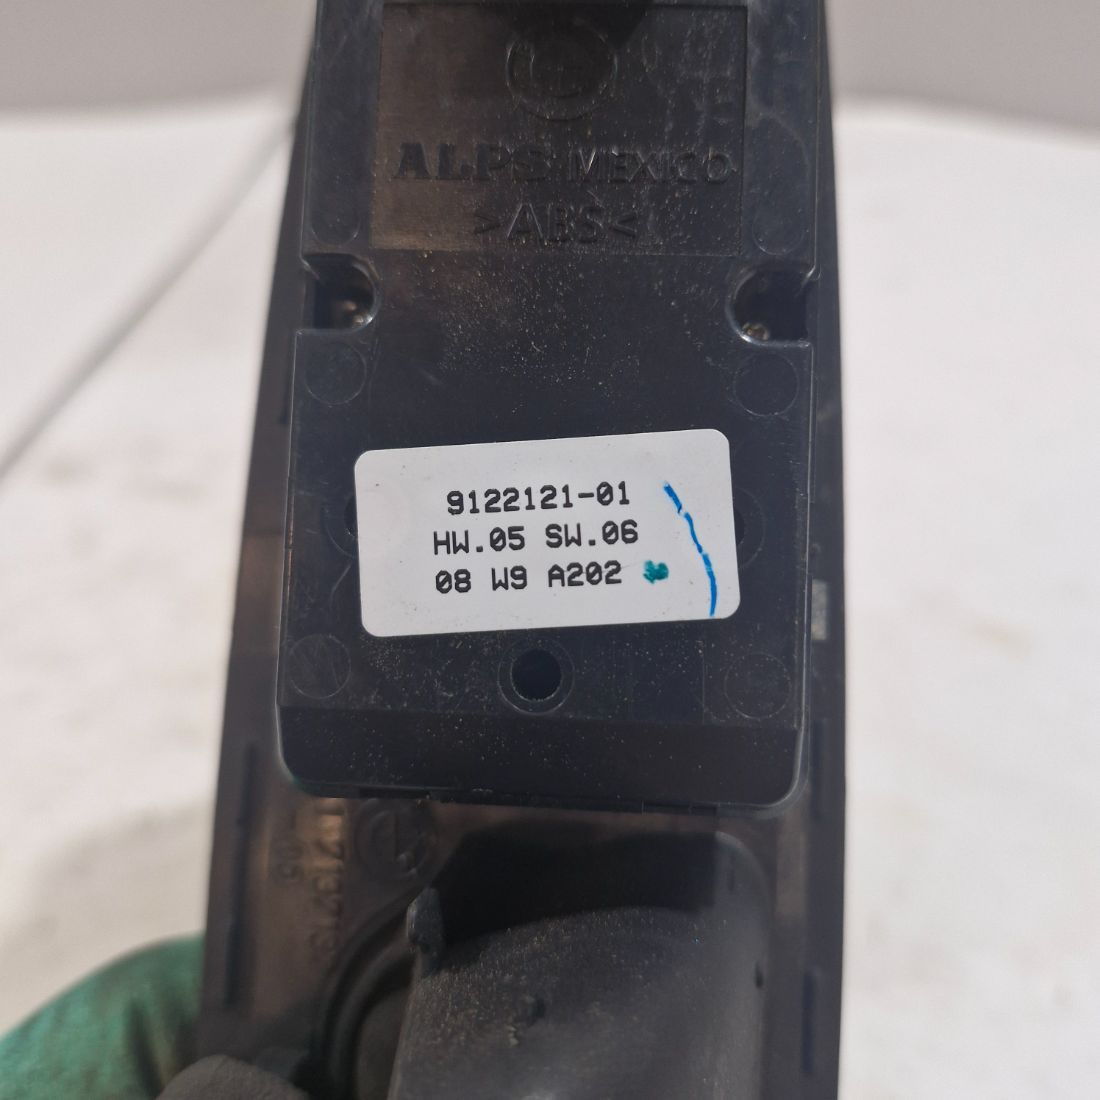 ALPS MEXICO
>ABS<
9122121-01
HW.05 SW.06
08 W9 A202